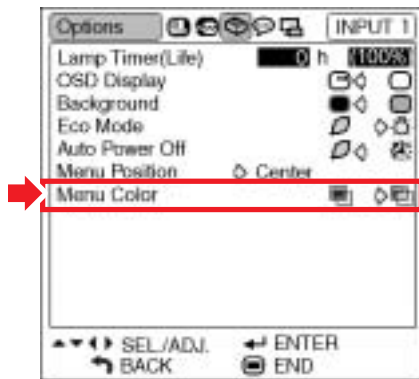 Options INPUT 1
Lamp Timer(Life) 0 h (100%)
OSD Display
Background
Eco Mode
Auto Power Off
Menu Position Center
Menu Color
SEL./ADJ. ENTER
BACK END